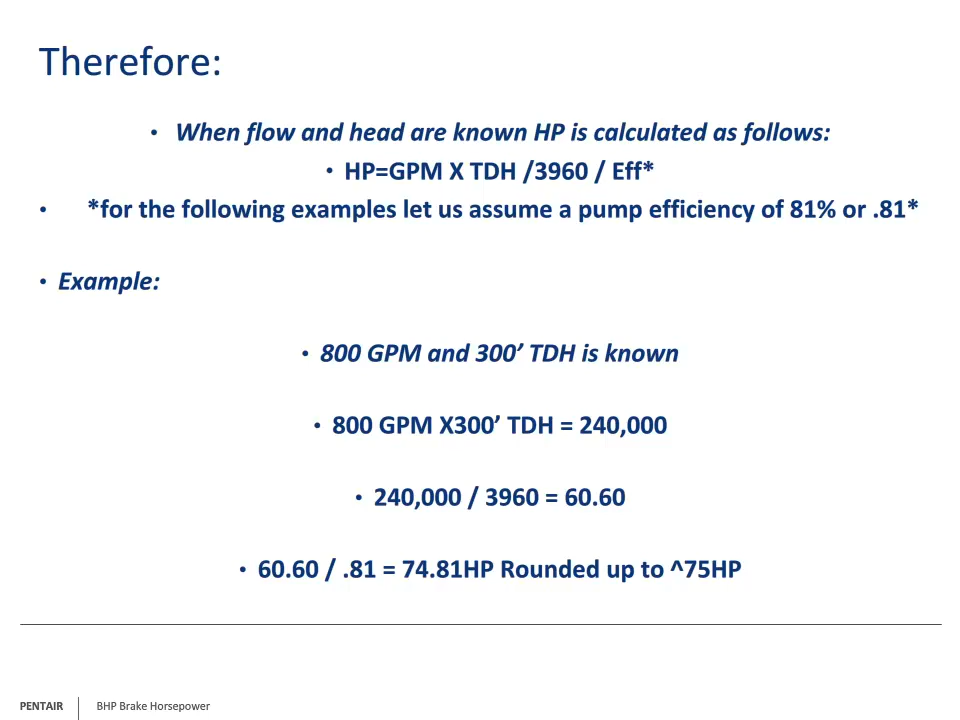 Therefore:
• When flow and head are known HP is calculated as follows:
• HP=GPM X TDH /3960 / Eff*
• *for the following examples let us assume a pump efficiency of 81% or .81*
• Example:
• 800 GPM and 300’ TDH is known
• 800 GPM X300’ TDH = 240,000
• 240,000 / 3960 = 60.60
• 60.60 / .81 = 74.81HP Rounded up to ^75HP
PENTAIR BHP Brake Horsepower